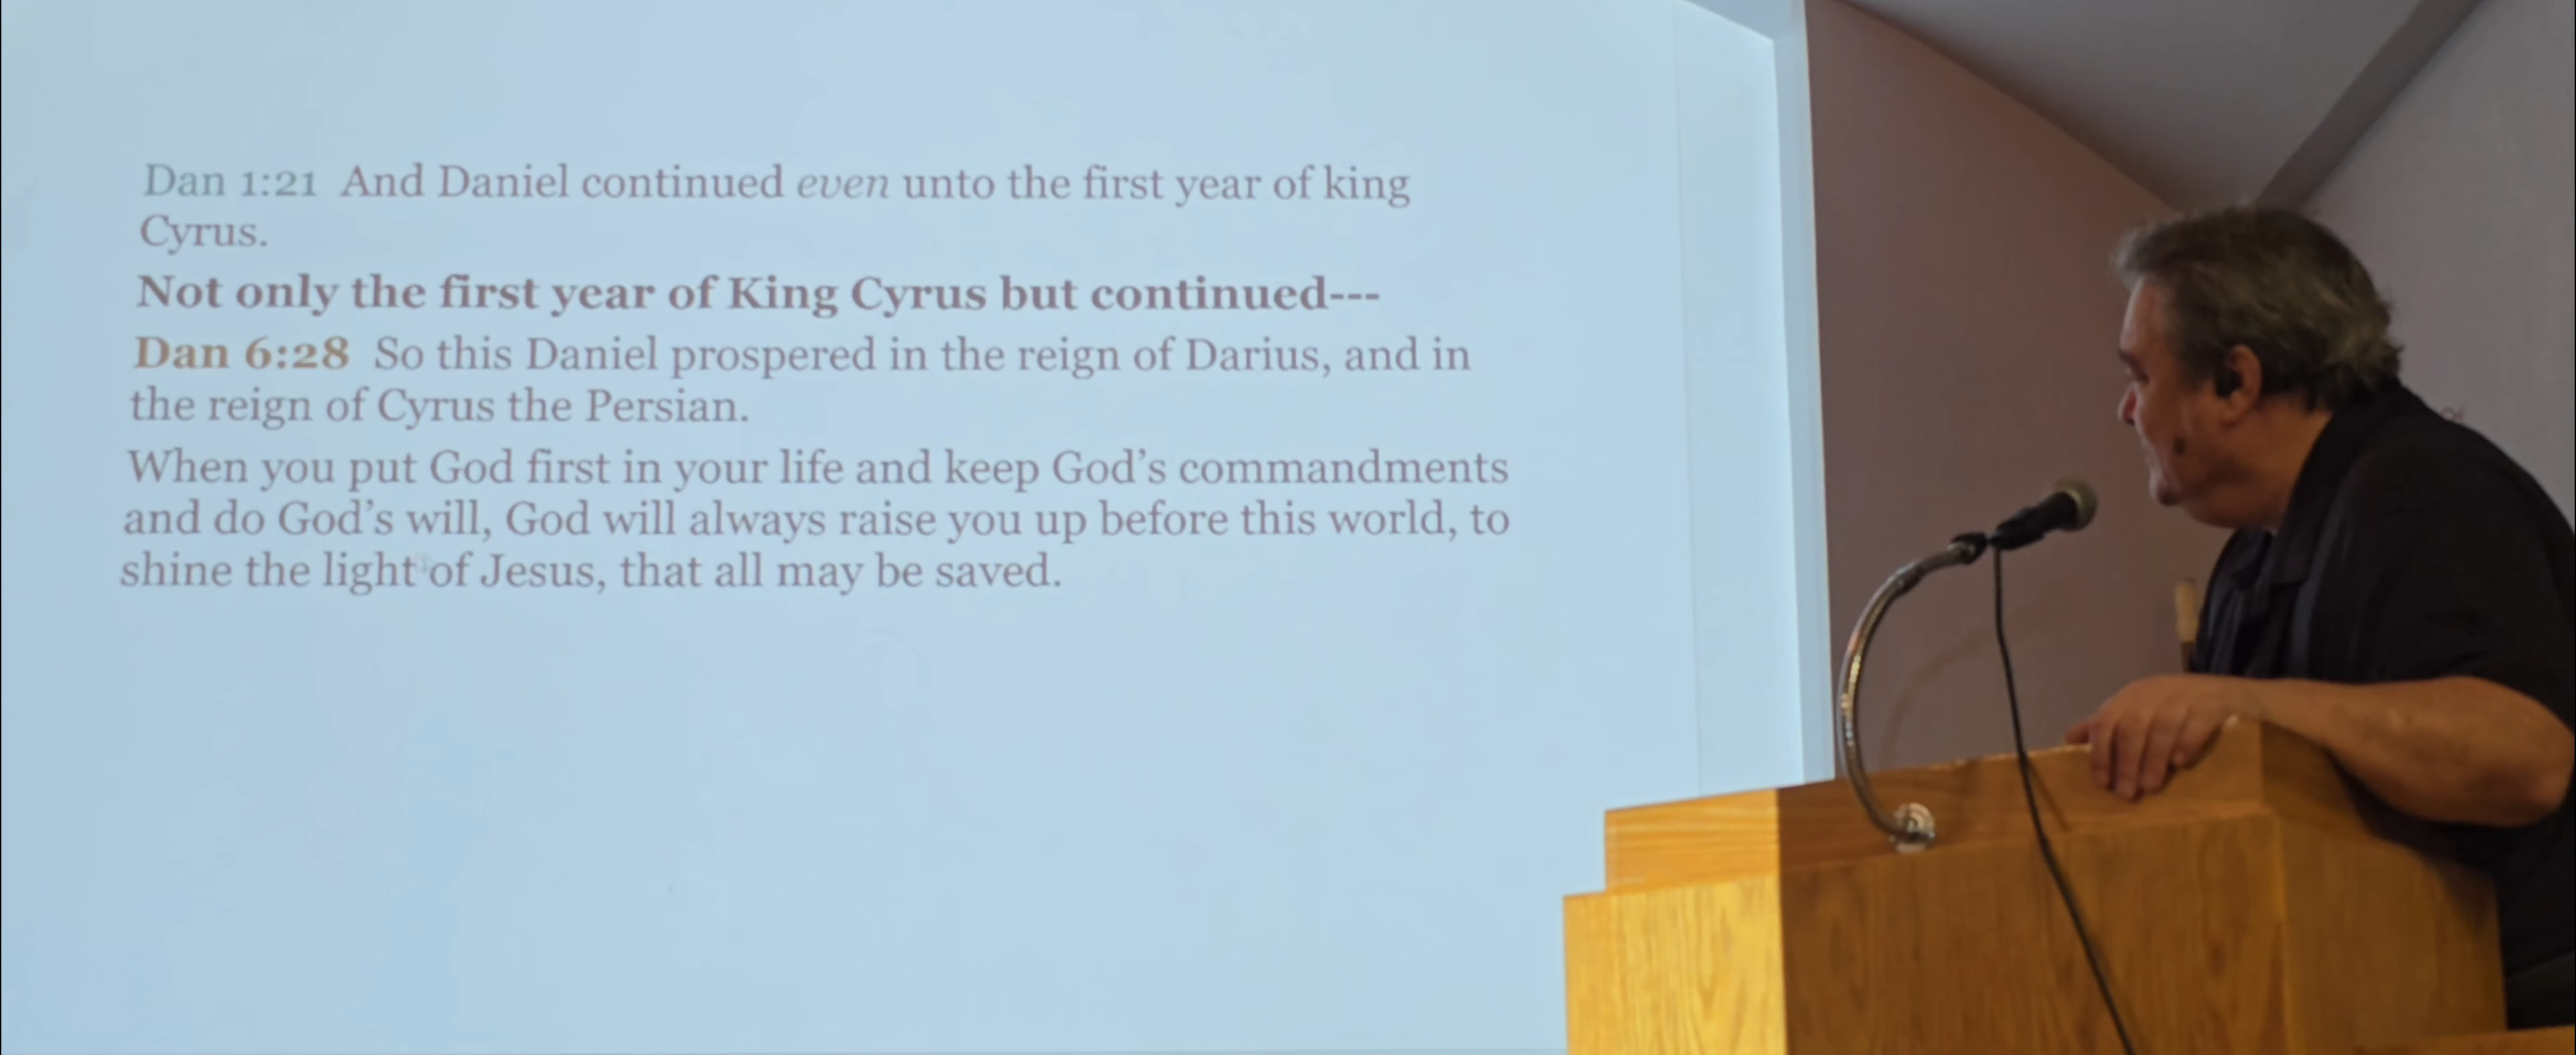 Dan 1:21 And Daniel continued even unto the first year of king
Cyrus.
Not only the first year of King Cyrus but continued---
Dan 6:28 So this Daniel prospered in the reign of Darius, and in
the reign of Cyrus the Persian.
When you put God first in your life and keep God's commandments
and do God's will, God will always raise you up before this world, to
shine the light of Jesus, that all may be saved.